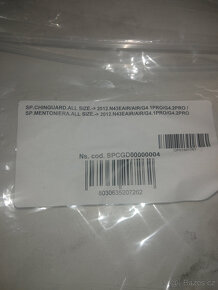 SP.CHINGUARD.ALL SIZE.-> 2012.N43EAIR/AIR/G4.1PRO/G4.2PRO /
SP.MENTONIERA.ALL SIZE.-> 2012.N43EAIR/AIR/G4.1PRO/G4.2PRO
Ns. cod. SPCGD00000004
8030635207202